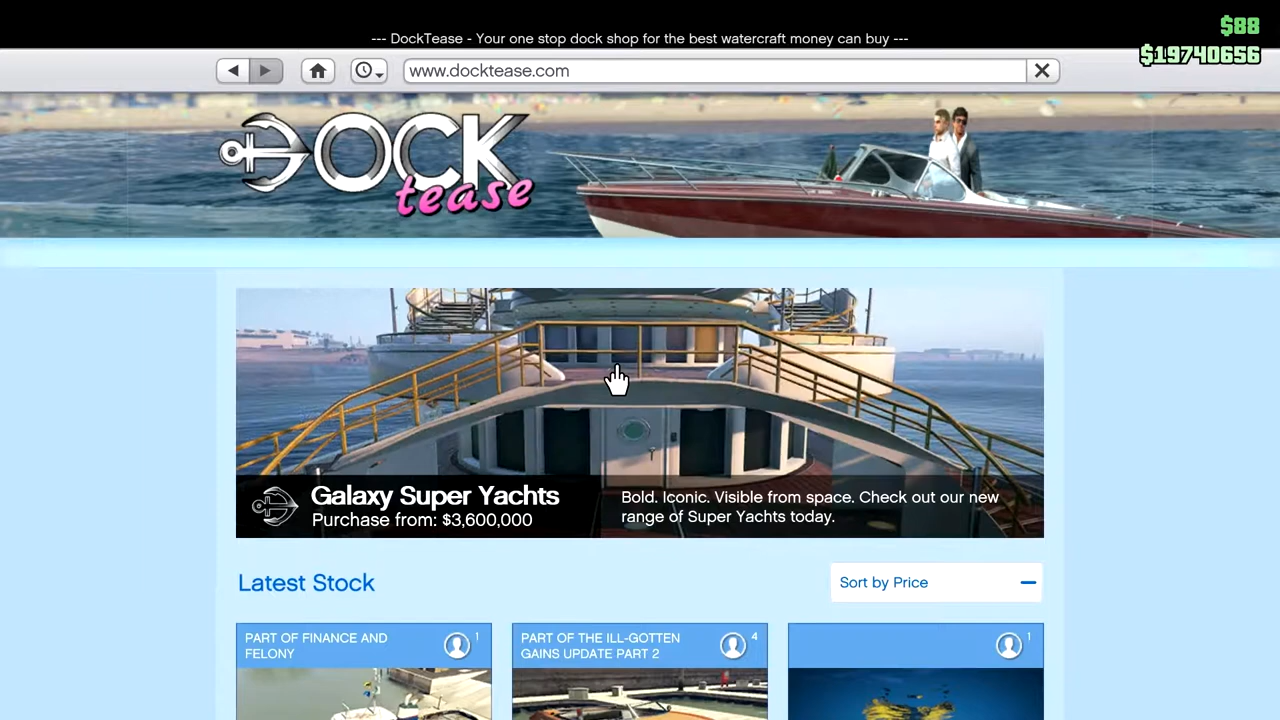 $88
--- DockTease - Your one stop dock shop for the best watercraft money can buy ---
$19740656
www.docktease.com
DOCK
tease
Galaxy Super Yachts
Purchase from: $3,600,000
Bold. Iconic. Visible from space. Check out our new
range of Super Yachts today.
Latest Stock
Sort by Price
PART OF FINANCE AND
FELONY
1
PART OF THE ILL-GOTTEN
GAINS UPDATE PART 2
4
1